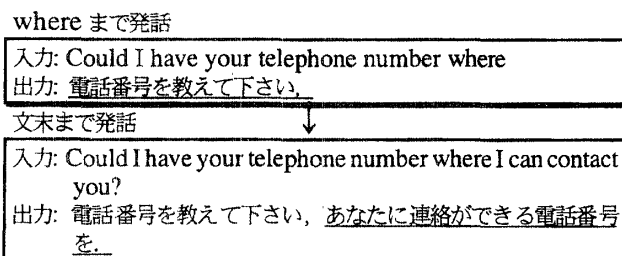 where まで発話
入力: Could I have your telephone number where
出力: 電話番号を教えて下さい,
文末まで発話
入力: Could I have your telephone number where I can contact
you?
出力: 電話番号を教えて下さい, あなたに連絡ができる電話番号
を.